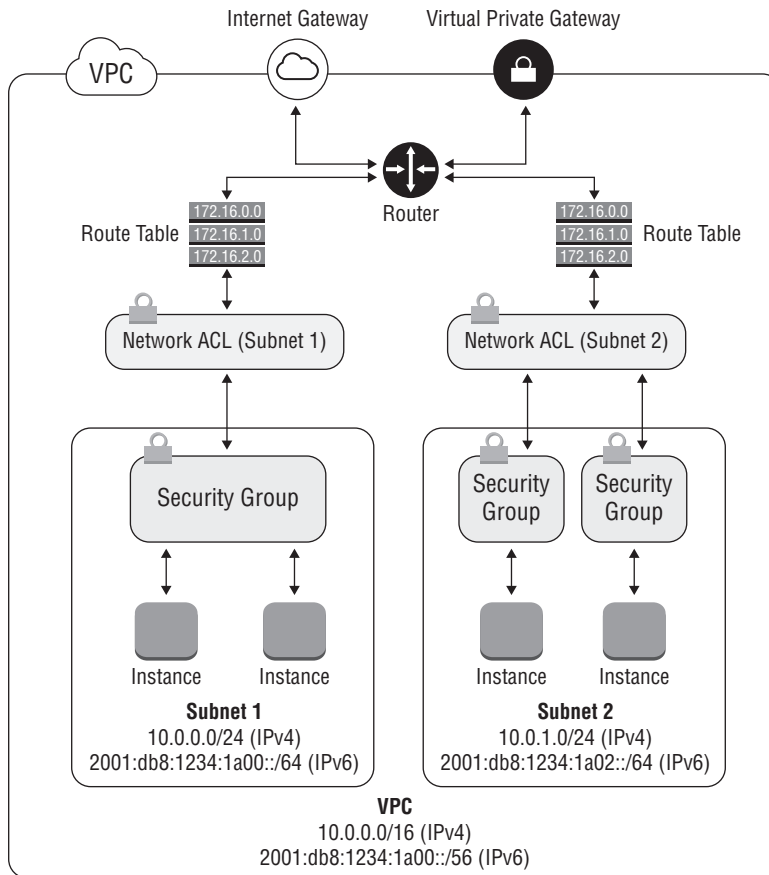 Internet Gateway
Virtual Private Gateway
VPC
Router
Route Table
172.16.0.0
172.16.1.0
172.16.2.0
172.16.0.0
172.16.1.0
172.16.2.0
Route Table
Network ACL (Subnet 1)
Network ACL (Subnet 2)
Security Group
Security
Group
Security
Group
Instance
Instance
Instance
Instance
Subnet 1
10.0.0.0/24 (IPv4)
2001:db8:1234:1a00::/64 (IPv6)
Subnet 2
10.0.1.0/24 (IPv4)
2001:db8:1234:1a02::/64 (IPv6)
VPC
10.0.0.0/16 (IPv4)
2001:db8:1234:1a00::/56 (IPv6)